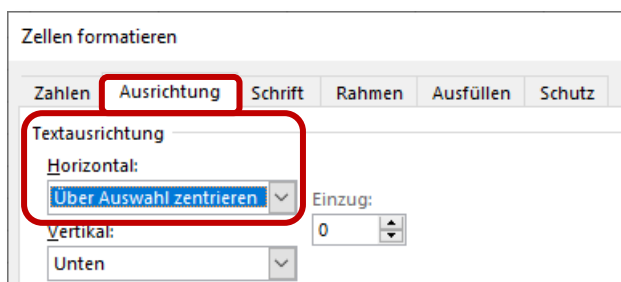 Zellen formatieren
Zahlen Ausrichtung Schrift Rahmen Ausfüllen Schutz
Textausrichtung
Horizontal:
Über Auswahl zentrieren Einzug:
Vertikal: 0
Unten